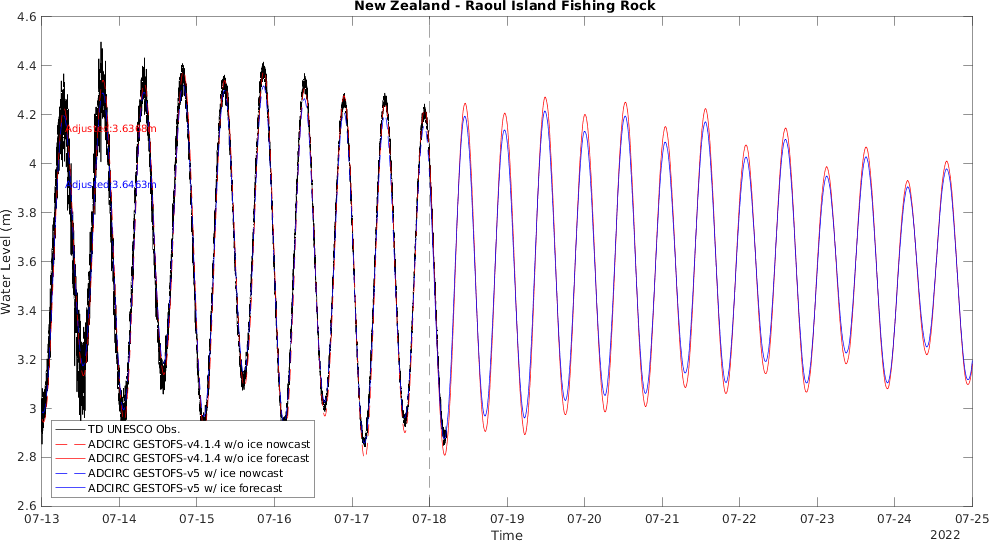 New Zealand - Raoul Island Fishing Rock
4.6
4.4
4.2
4
3.8
3.6
3.4
3.2
3
2.8
2.6
Water Level (m)
Adjusted:3.6368m
Adjusted:3.6463m
TD UNESCO Obs.
ADCIRC GESTOFS-v4.1.4 w/o ice nowcast
ADCIRC GESTOFS-v4.1.4 w/o ice forecast
ADCIRC GESTOFS-v5 w/ ice nowcast
ADCIRC GESTOFS-v5 w/ ice forecast
07-13 07-14 07-15 07-16 07-17 07-18 07-19 07-20 07-21 07-22 07-23 07-24 07-25
Time
2022